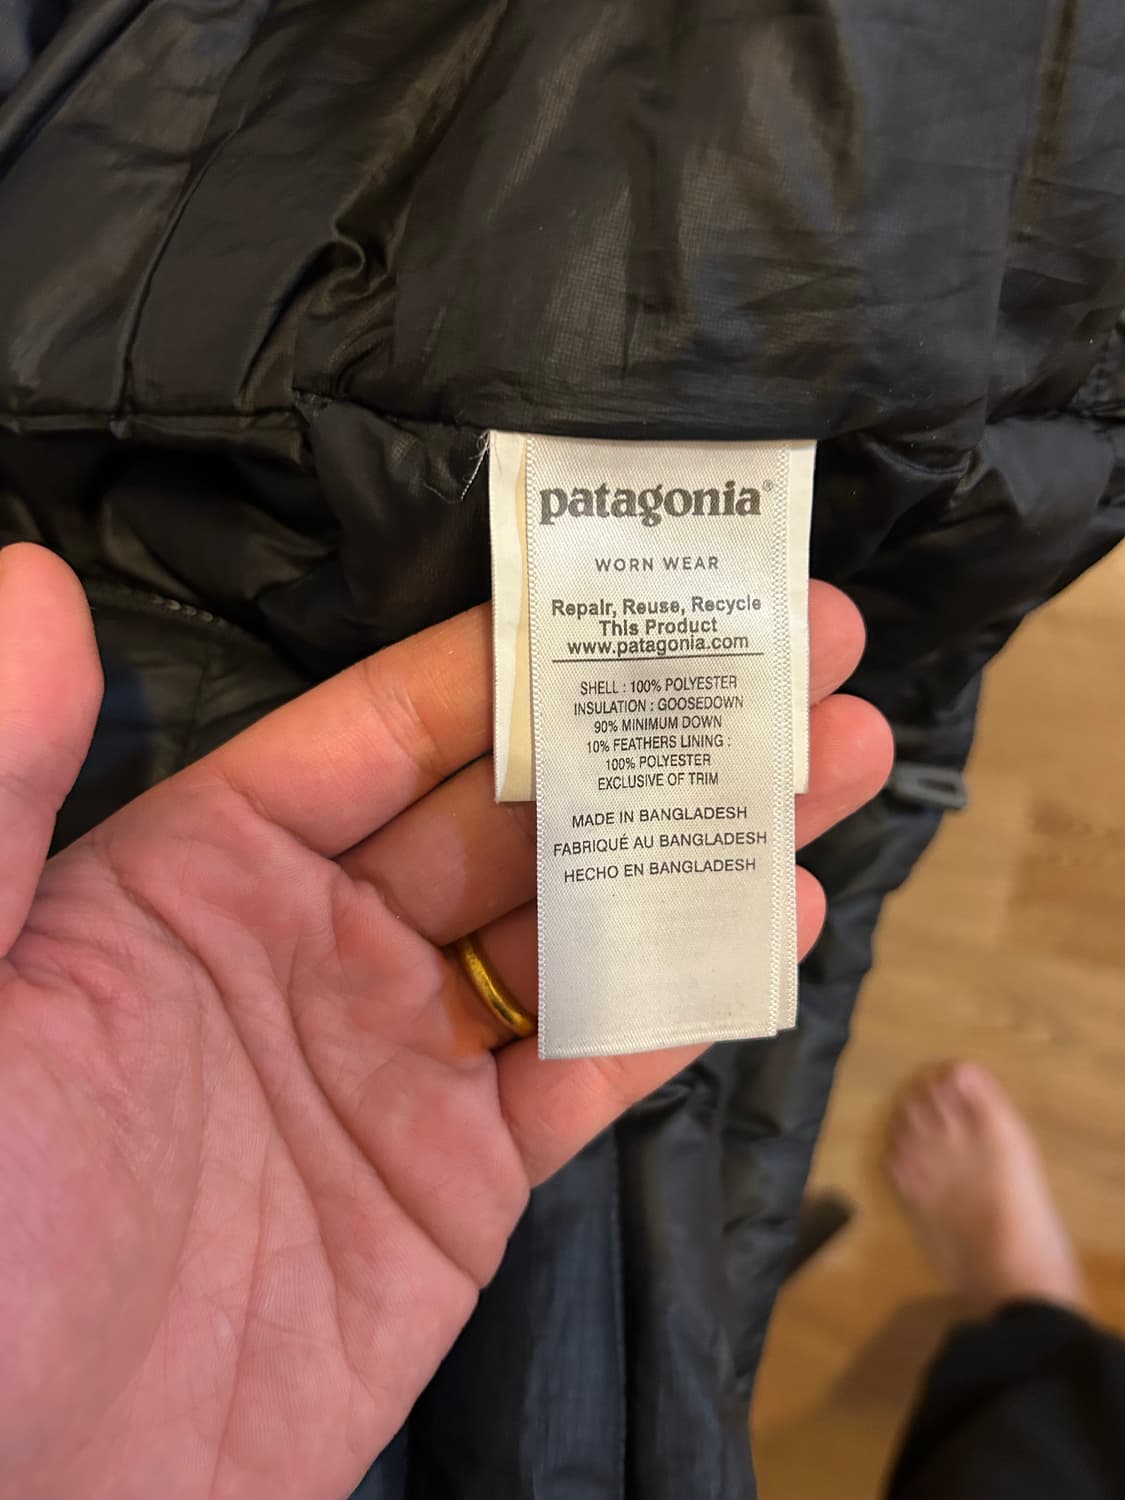 patagonia®
WORN WEAR
Repair, Reuse, Recycle
This Product
www.patagonia.com
SHELL : 100% POLYESTER
INSULATION : GOOSEDOWN
90% MINIMUM DOWN
10% FEATHERS LINING :
100% POLYESTER
EXCLUSIVE OF TRIM
MADE IN BANGLADESH
FABRIQUÉ AU BANGLADESH
HECHO EN BANGLADESH